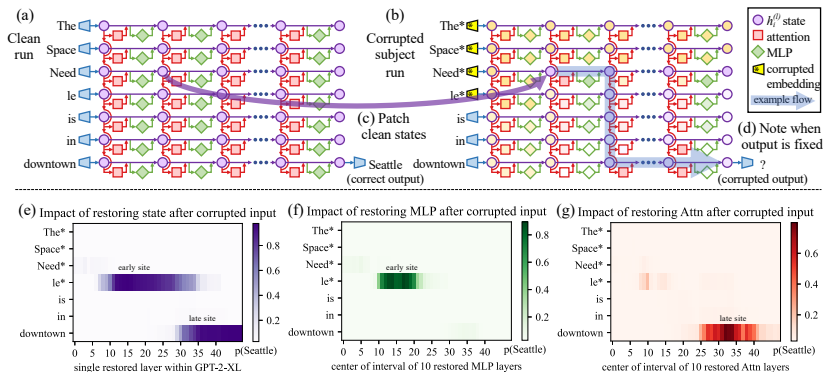 (a)
Clean
run
The
Space
Need
le
is
in
downtown
Seattle
(correct output)
(b)
Corrupted
subject
run
The*
Space*
Need*
le*
is
in
downtown
?
(corrupted output)
(c) Patch
clean states
(d) Note when
output is fixed
h_i^(l) state
attention
MLP
corrupted
embedding
example flow
(e) Impact of restoring state after corrupted input
The*
Space*
Need*
le*
is
in
downtown
early site
late site
0 5 10 15 20 25 30 35 40 p(Seattle)
single restored layer within GPT-2-XL
0.8
0.6
0.4
0.2
(f) Impact of restoring MLP after corrupted input
The*
Space*
Need*
le*
is
in
downtown
early site
0 5 10 15 20 25 30 35 40 p(Seattle)
center of interval of 10 restored MLP layers
0.8
0.6
0.4
0.2
(g) Impact of restoring Attn after corrupted input
The*
Space*
Need*
le*
is
in
downtown
late site
0 5 10 15 20 25 30 35 40 p(Seattle)
center of interval of 10 restored Attn layers
0.6
0.4
0.2
0.0